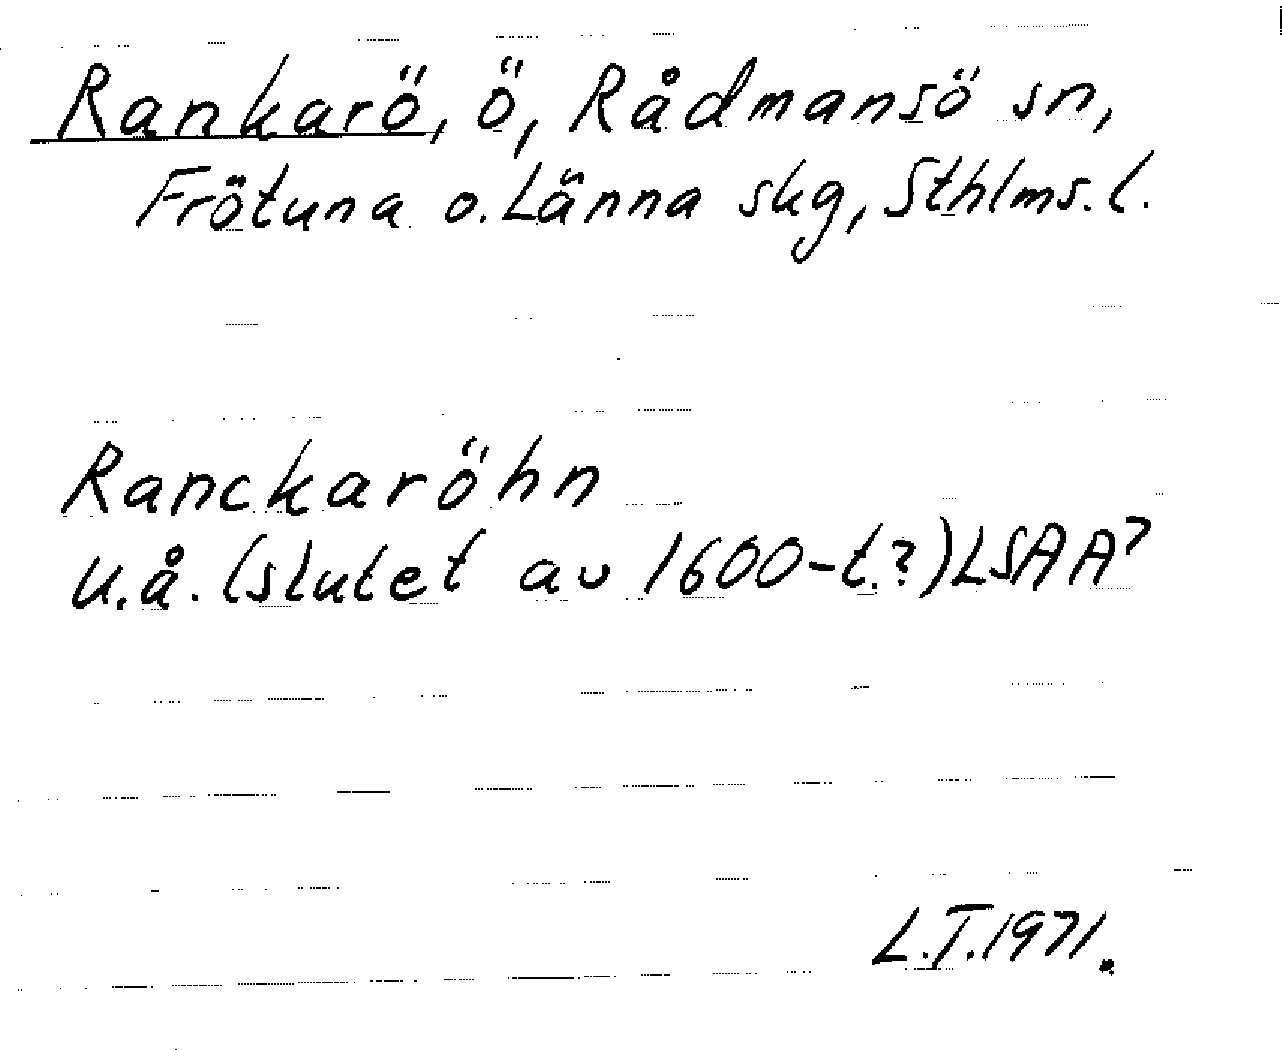 Rankarö, ö, Rådmansö sn,
Frötuna o. Länna skg, Sthlms. l.
Ranckaröhn
u.å. (slutet av 1600-t.?) LSAA?
L.T. 1971.